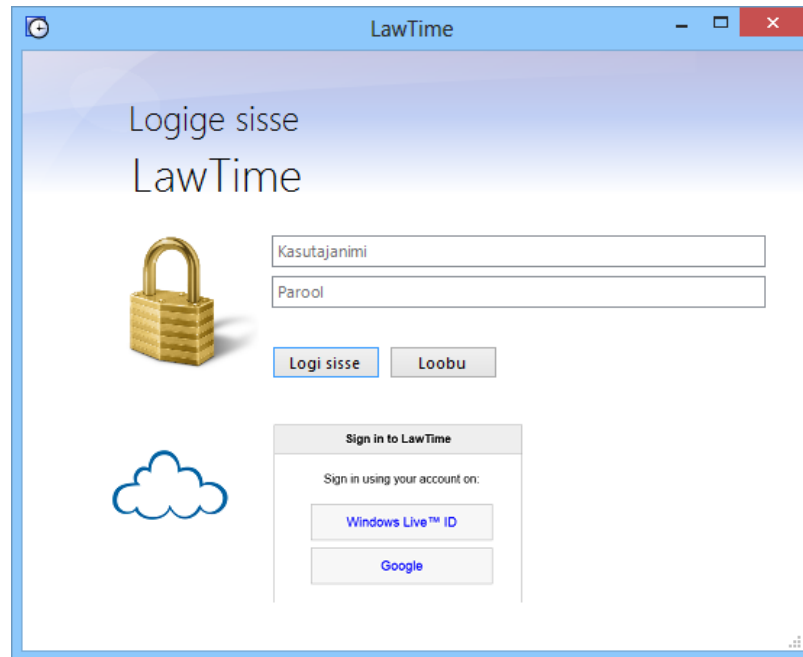 LawTime
Logige sisse
LawTime
Kasutajanimi
Parool
Logi sisse
Loobu
Sign in to LawTime
Sign in using your account on:
Windows Live™ ID
Google